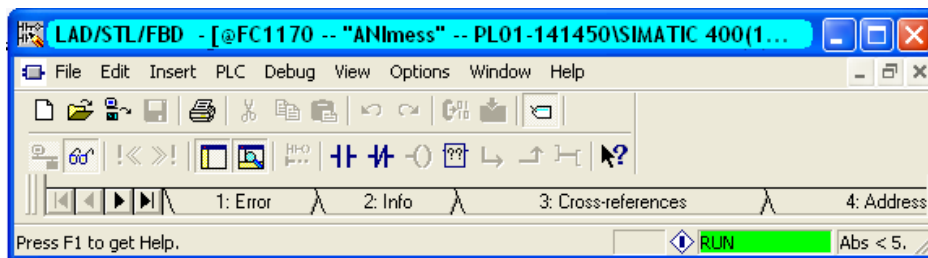 LAD/STL/FBD - [@FC1170 -- "ANImess" -- PL01-141450\SIMATIC 400(1...
File Edit Insert PLC Debug View Options Window Help
!<< >>! ?? ?
1: Error 2: Info 3: Cross-references 4: Address
Press F1 to get Help. RUN Abs < 5.